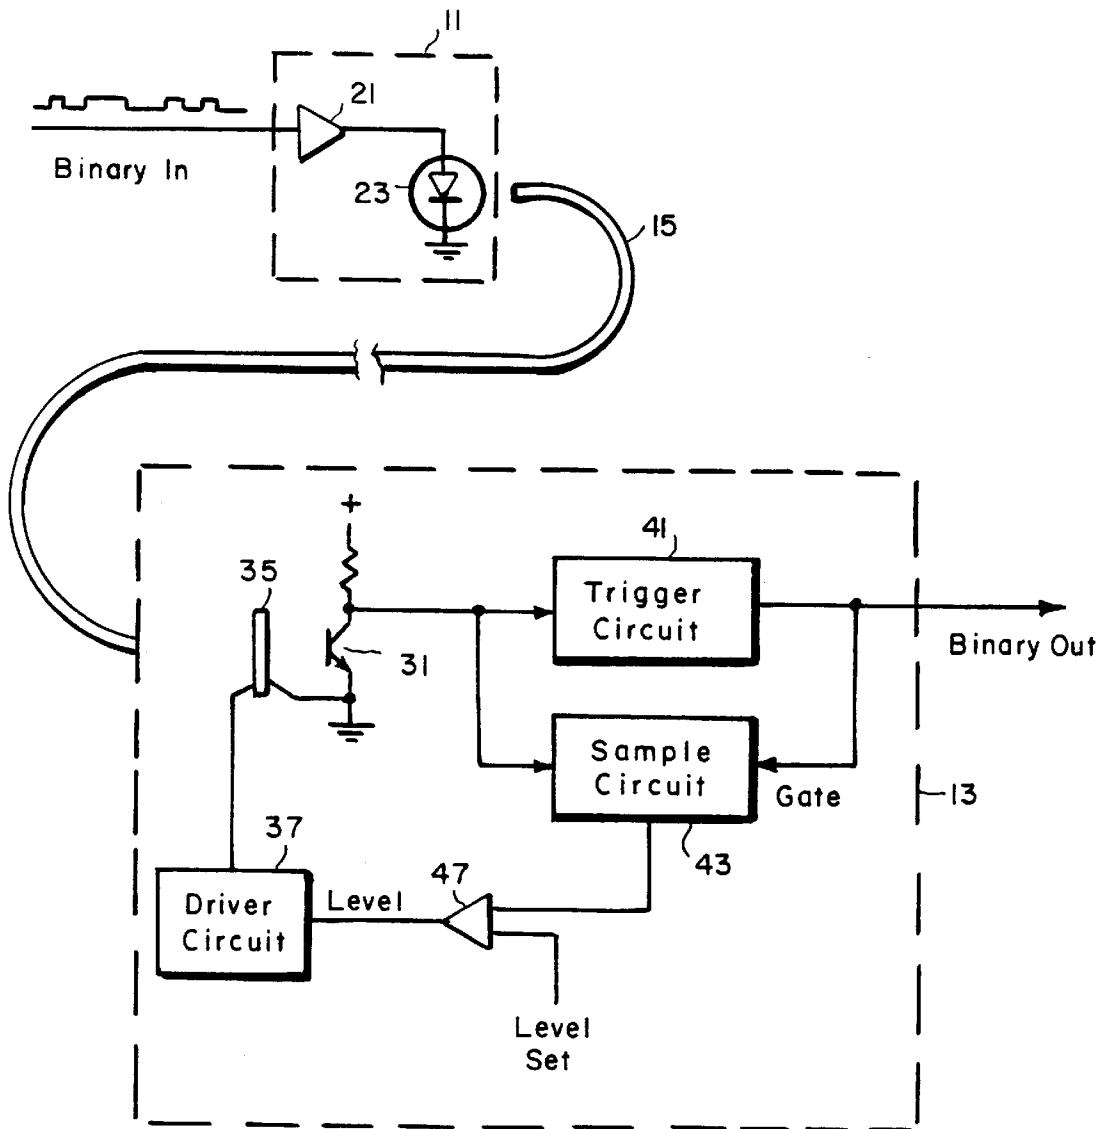 11
21
Binary In
23
15
+
41
35
Trigger
Circuit
31
Binary Out
Sample
Circuit
Gate
13
37
47
43
Driver
Circuit
Level
Level
Set